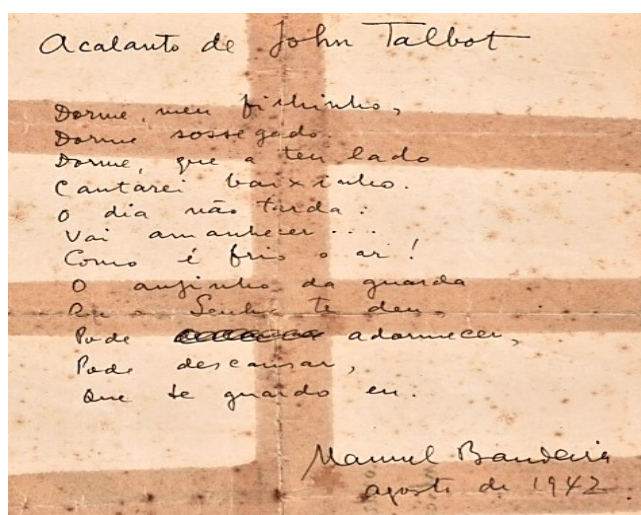 Acalanto de John Talbot
Dorme, meu filhinho,
Dorme sossegado.
Dorme, que a teu lado
Cantarei baixinho.
O dia não tarda:
Vai amanhecer...
Como é frio o ar!
O anjinho da guarda
Que o Senhor te deu,
Pode adormecer,
Pode descansar,
Que te guardo eu.
Manuel Bandeira
agosto de 1942